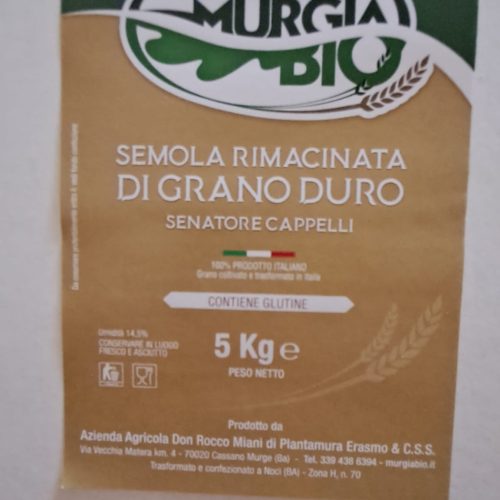 MURGIA
BIO
SEMOLA RIMACINATA
DI GRANO DURO
SENATORE CAPPELLI
100% PRODOTTO ITALIANO
Grano coltivato e trasformato in Italia
CONTIENE GLUTINE
Umidità 14,5%
CONSERVARE IN LUOGO
FRESCO E ASCIUTTO
5 Kg e
PESO NETTO
Prodotto da
Azienda Agricola Don Rocco Miani di Plantamura Erasmo & C.S.S.
Via Vecchia Matera km. 4 - 70020 Cassano Murge (Ba) - Tel. 339 438 6394 - murgiabio.it
Trasformato e confezionato a Noci (BA) - Zona H, n. 70